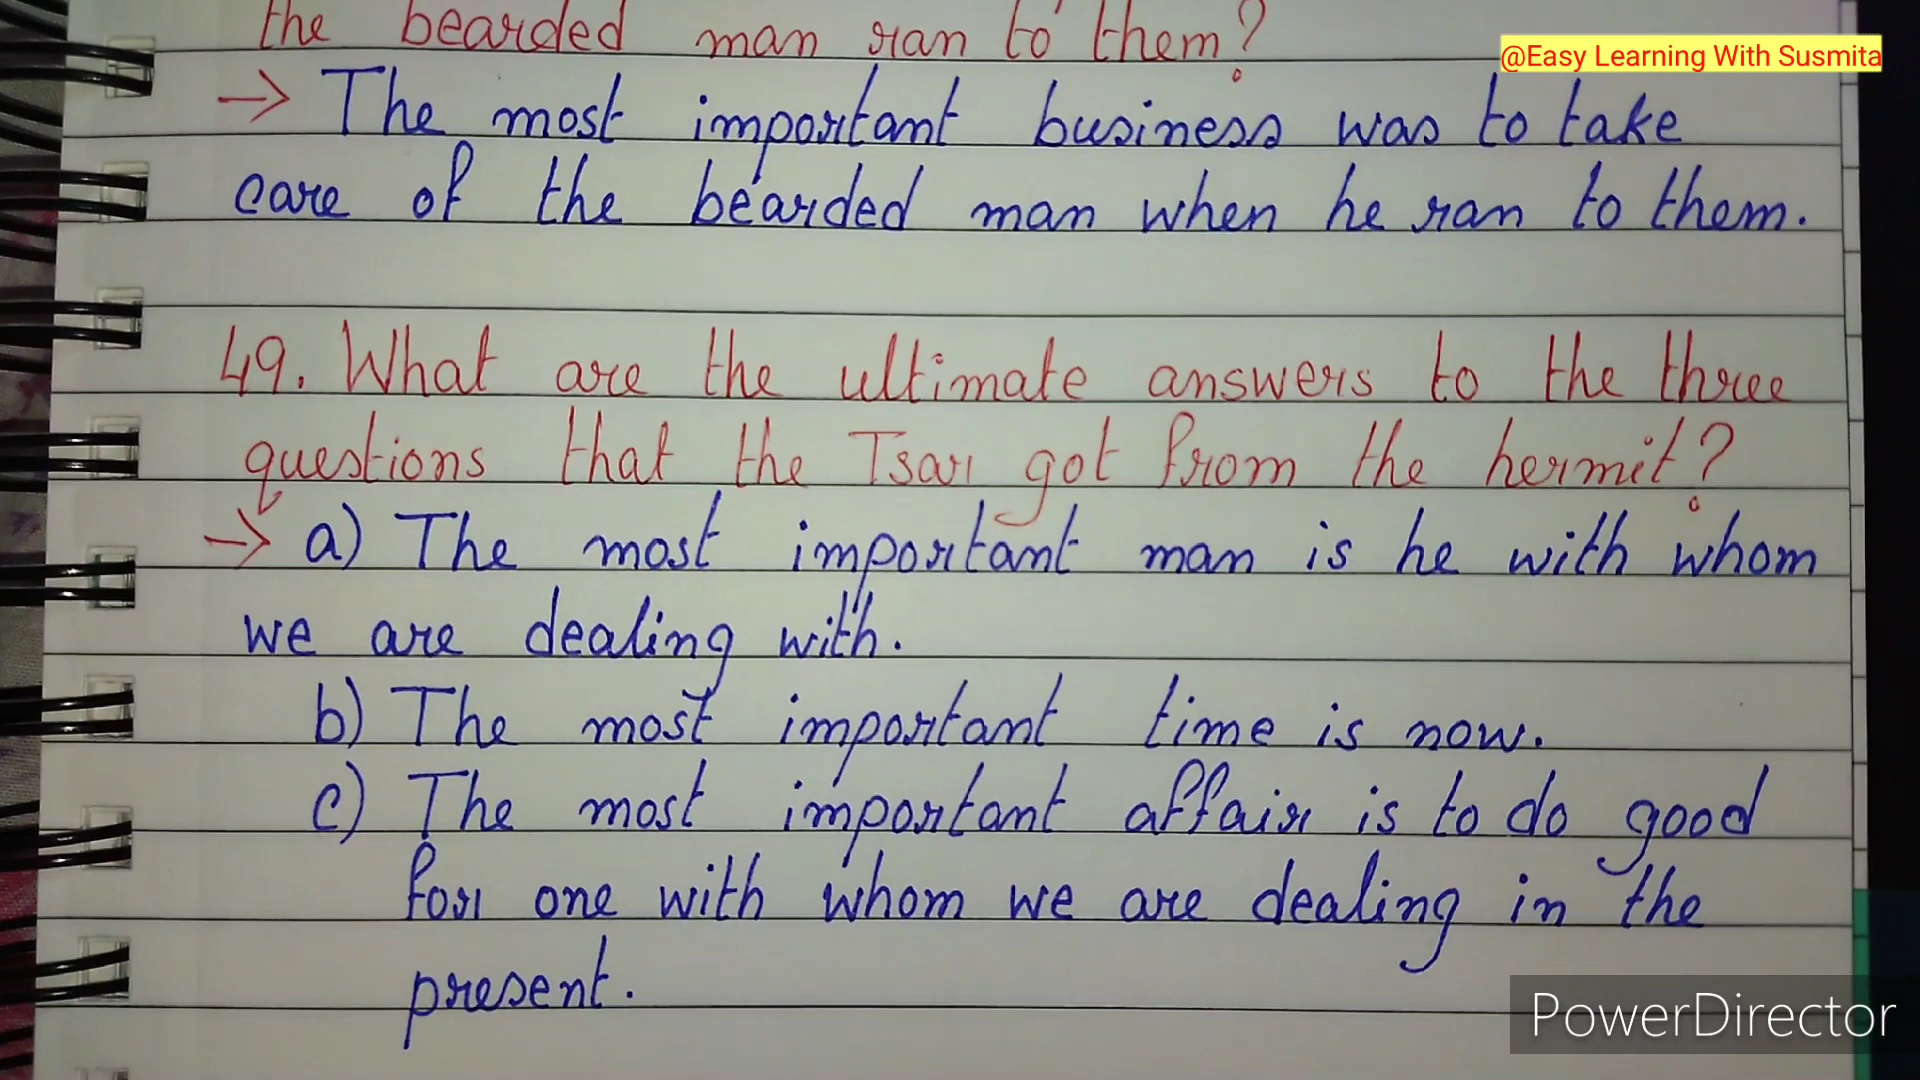 the bearded man ran to them?
@Easy Learning With Susmita
→ The most important business was to take
care of the bearded man when he ran to them.
49. What are the ultimate answers to the three
questions that the Tsar got from the hermit?
→ a) The most important man is he with whom
we are dealing with.
b) The most important time is now.
c) The most important affair is to do good
for one with whom we are dealing in the
present.
PowerDirector